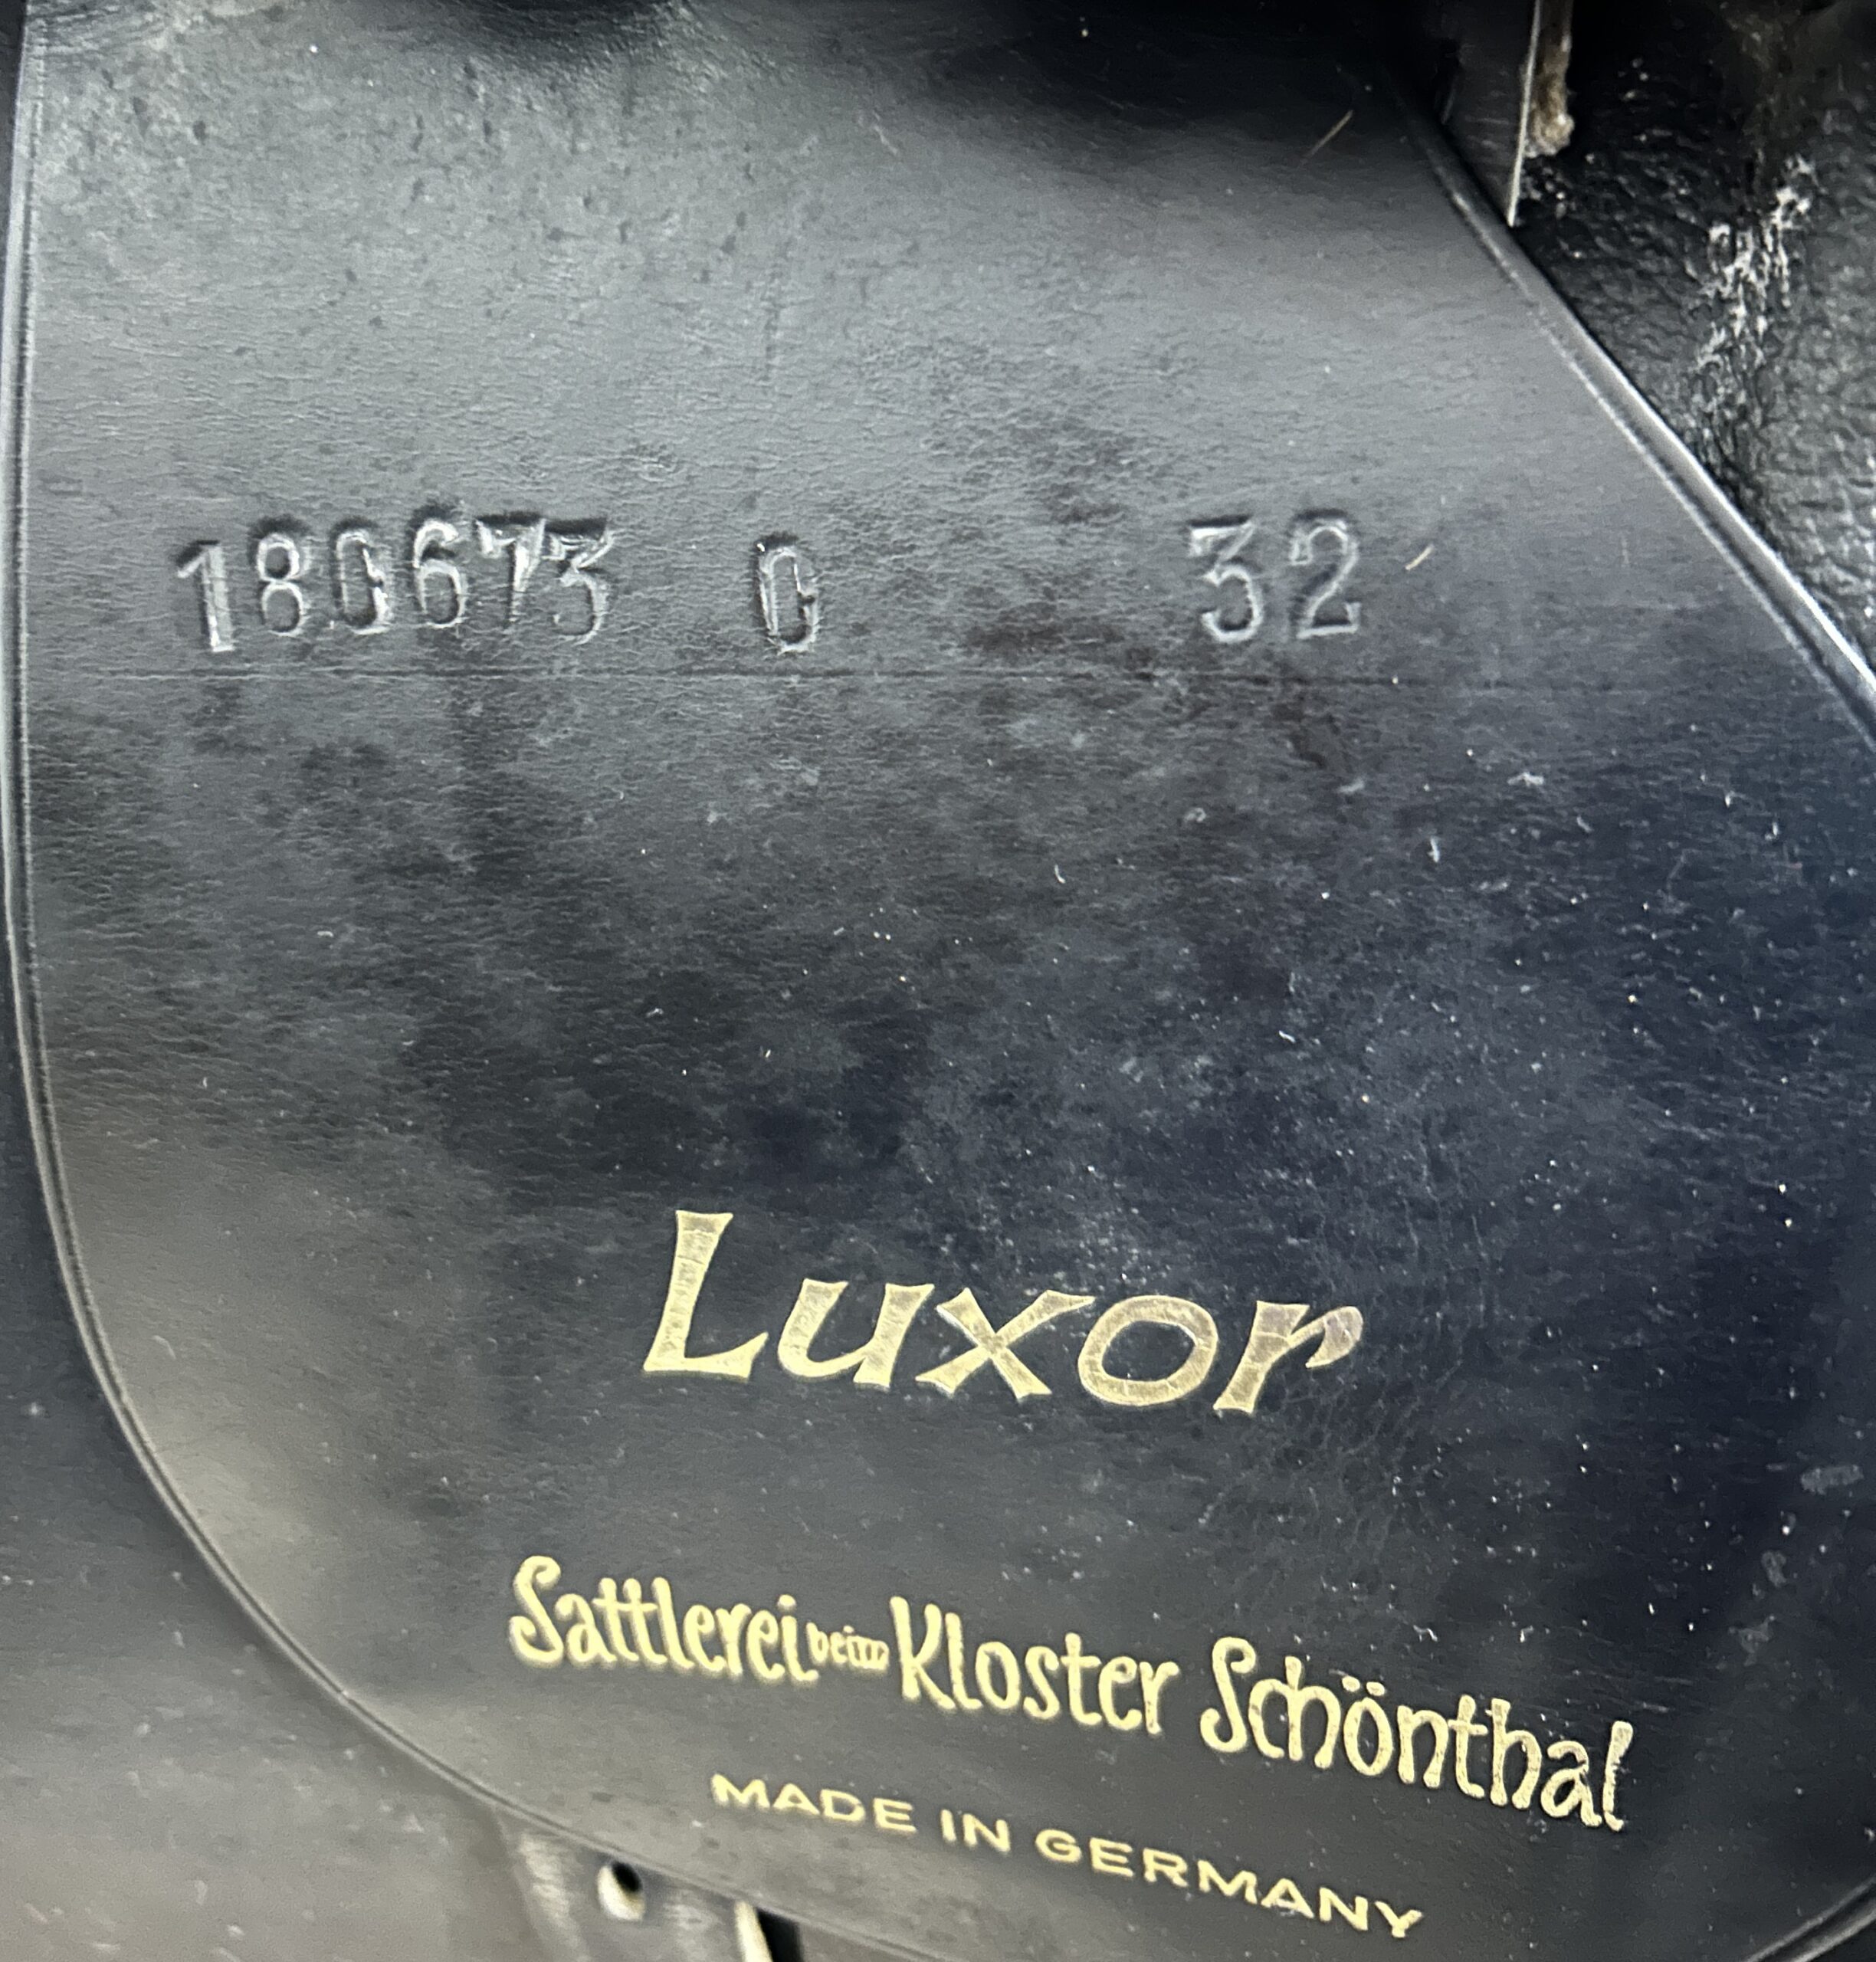 180673 0 32
Luxor
Sattlerei beim Kloster Schönthal
MADE IN GERMANY